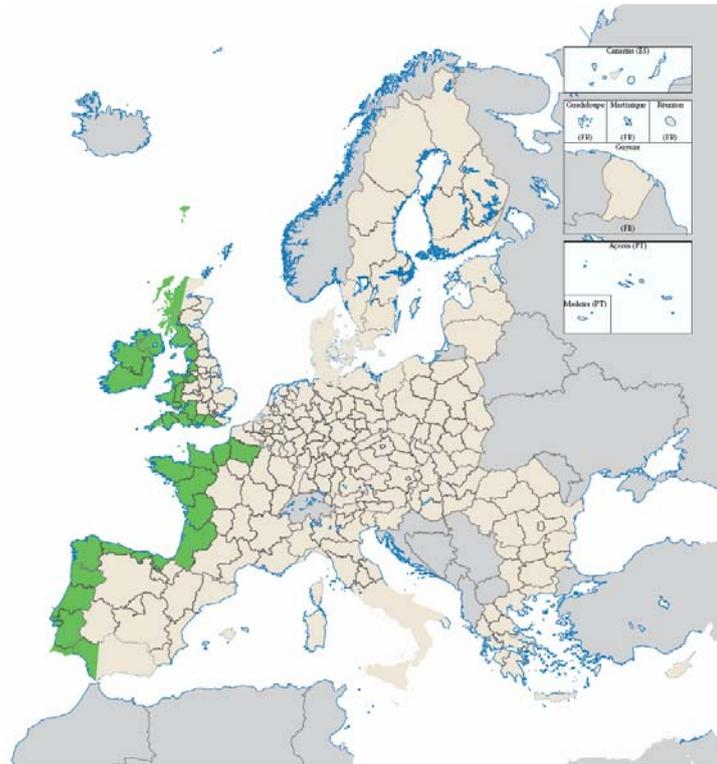 Canarias (ES)
Guadeloupe Martinique Réunion
(FR) (FR) (FR)
Guyane
(FR)
Açores (PT)
Madeira (PT)